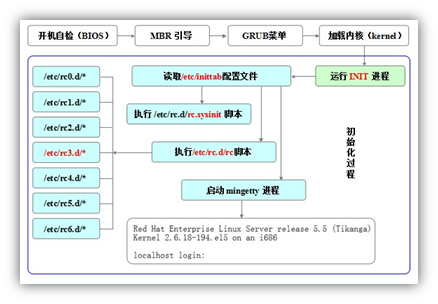 开机自检（BIOS）
MBR 引导
GRUB菜单
加载内核（kernel）
/etc/rc0.d/*
读取/etc/inittab配置文件
运行 INIT 进程
/etc/rc1.d/*
执行 /etc/rc.d/rc.sysinit 脚本
/etc/rc2.d/*
/etc/rc3.d/*
执行/etc/rc.d/rc脚本
初始化过程
/etc/rc4.d/*
启动 mingetty 进程
/etc/rc5.d/*
/etc/rc6.d/*
Red Hat Enterprise Linux Server release 5.5 (Tikanga)
Kernel 2.6.18-194.el5 on an i686
localhost login: